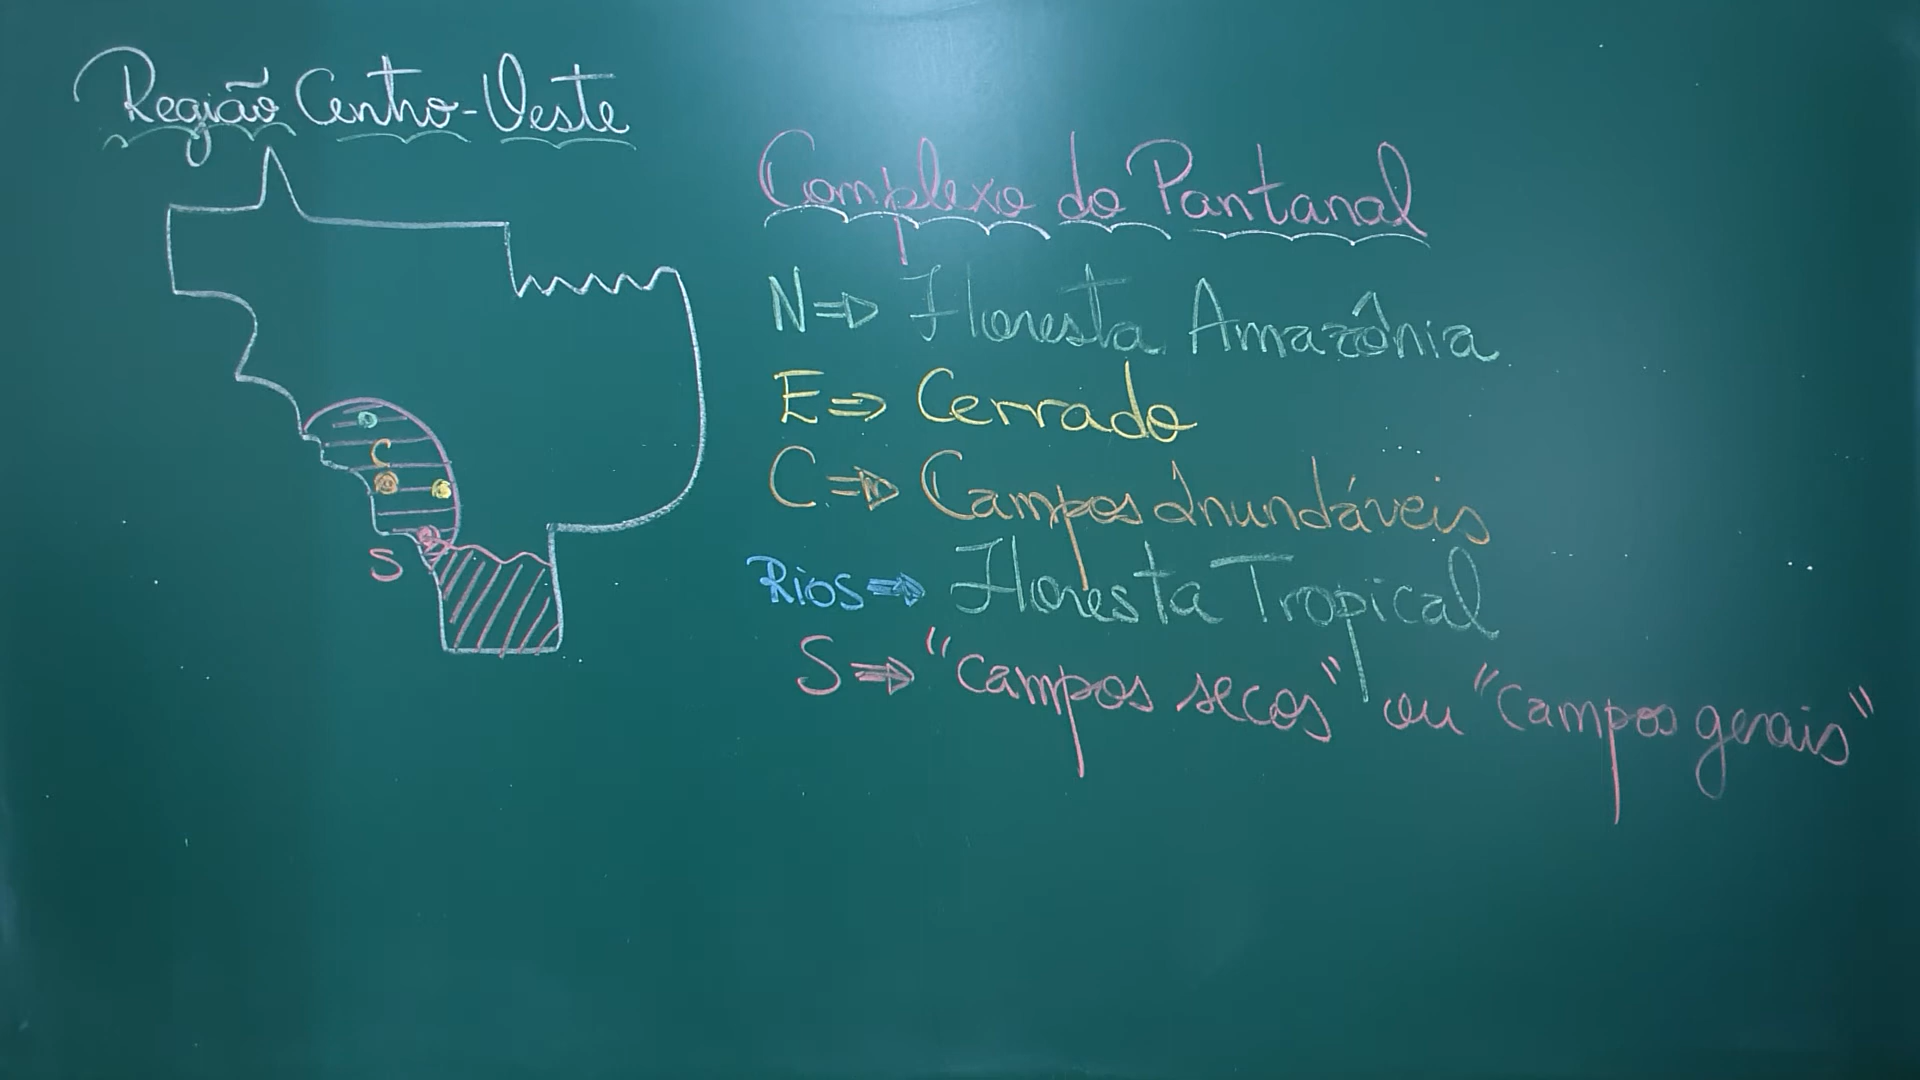 Região Centro-Oeste
Complexo do Pantanal
N⇒ Floresta Amazônia
E⇒ Cerrado
C⇒ Campos Inundáveis
Rios⇒ Floresta Tropical
S⇒ "campos secos" ou "campos gerais"
C
S